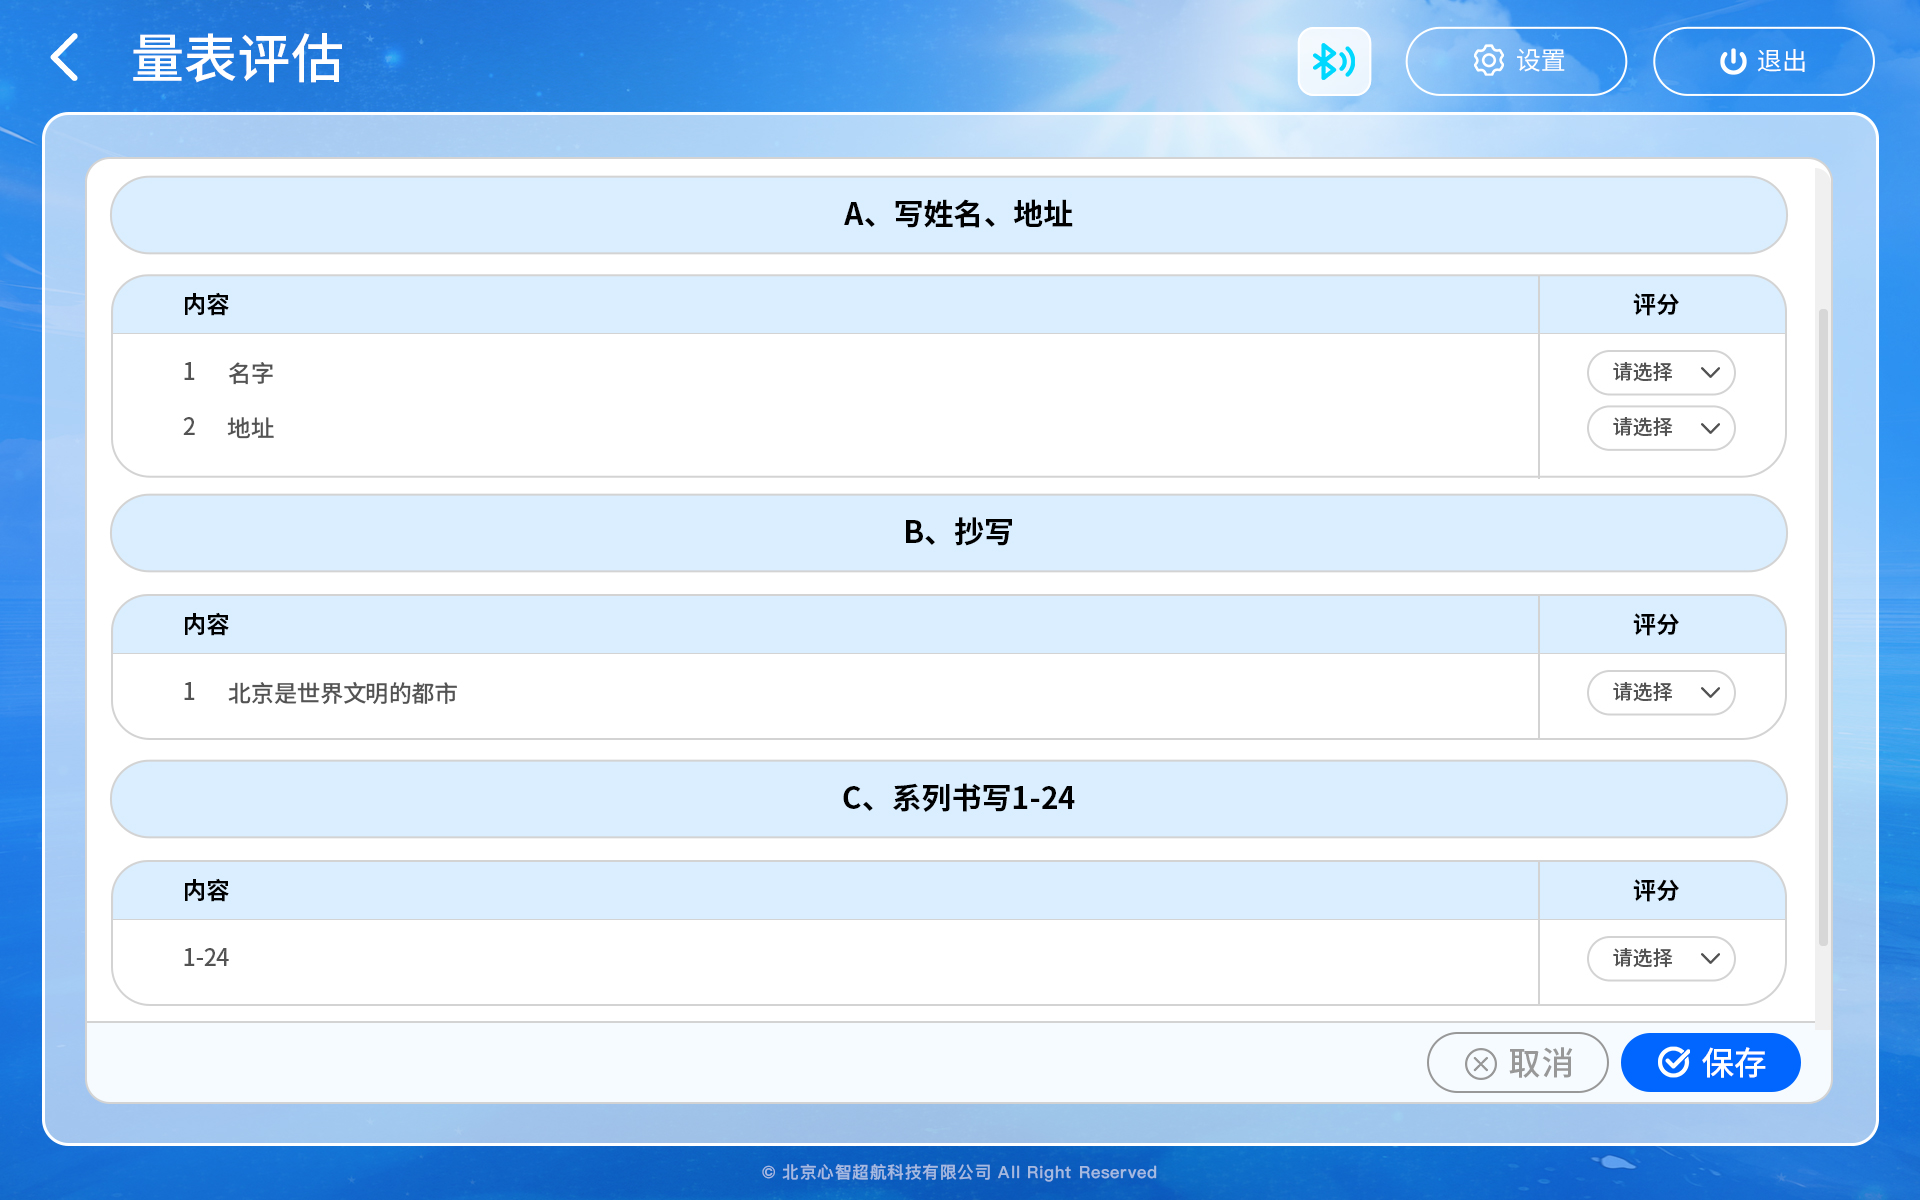 量表评估
设置
退出
A、写姓名、地址
内容 评分
1 名字 请选择
2 地址 请选择
B、抄写
内容 评分
1 北京是世界文明的都市 请选择
C、系列书写1-24
内容 评分
1-24 请选择
取消 保存
© 北京心智超航科技有限公司 All Right Reserved